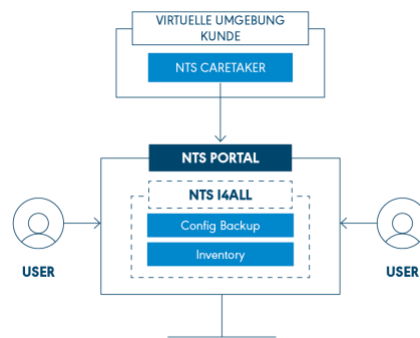 VIRTUELLE UMGEBUNG
KUNDE
NTS CARETAKER
NTS PORTAL
NTS I4ALL
Config Backup
Inventory
USER
USER